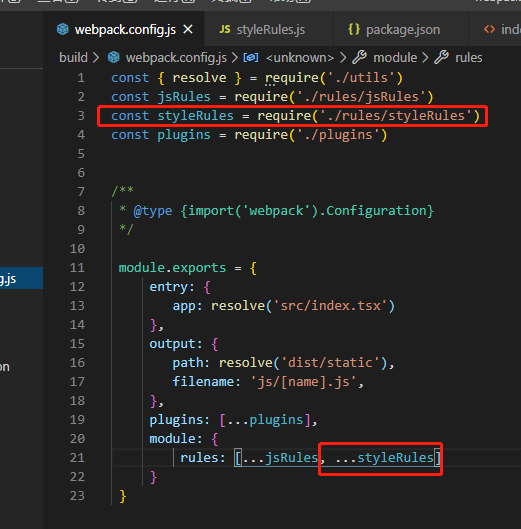 webpack.config.js
styleRules.js
package.json
build > webpack.config.js > <unknown> > module > rules
1 const { resolve } = require('./utils')
2 const jsRules = require('./rules/jsRules')
3 const styleRules = require('./rules/styleRules')
4 const plugins = require('./plugins')
5
6
7 /**
8 * @type {import('webpack').Configuration}
9 */
10
11 module.exports = {
12 entry: {
13 app: resolve('src/index.tsx')
14 },
15 output: {
16 path: resolve('dist/static'),
17 filename: 'js/[name].js',
18 },
19 plugins: [...plugins],
20 module: {
21 rules: [...jsRules, ...styleRules]
22 }
23 }
g.js
on